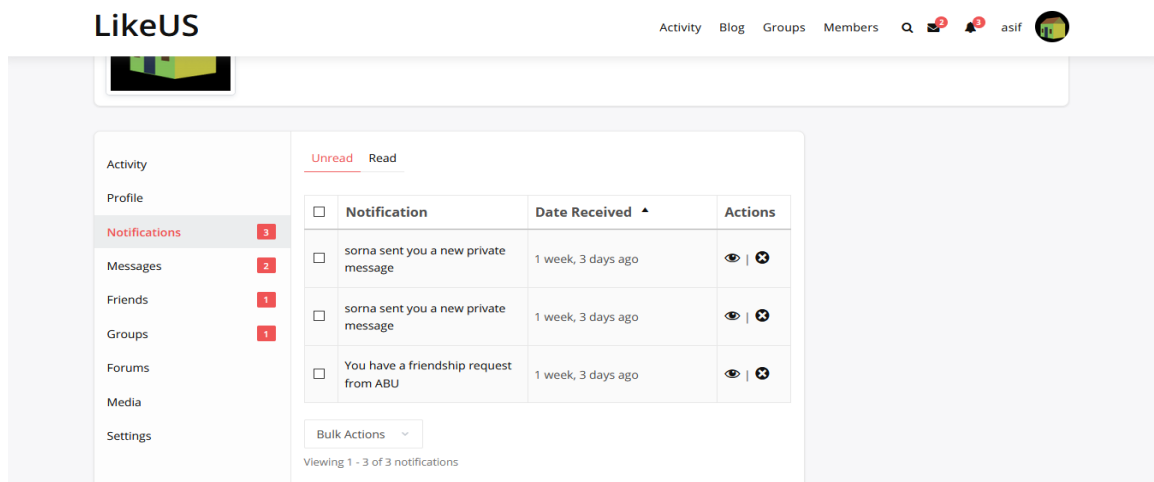 LikeUS
Activity Blog Groups Members 2 3 asif
Activity
Profile
Notifications 3
Messages 2
Friends 1
Groups 1
Forums
Media
Settings
Unread Read
Notification Date Received Actions
sorna sent you a new private
message
1 week, 3 days ago |
sorna sent you a new private
message
1 week, 3 days ago |
You have a friendship request
from ABU
1 week, 3 days ago |
Bulk Actions
Viewing 1 - 3 of 3 notifications